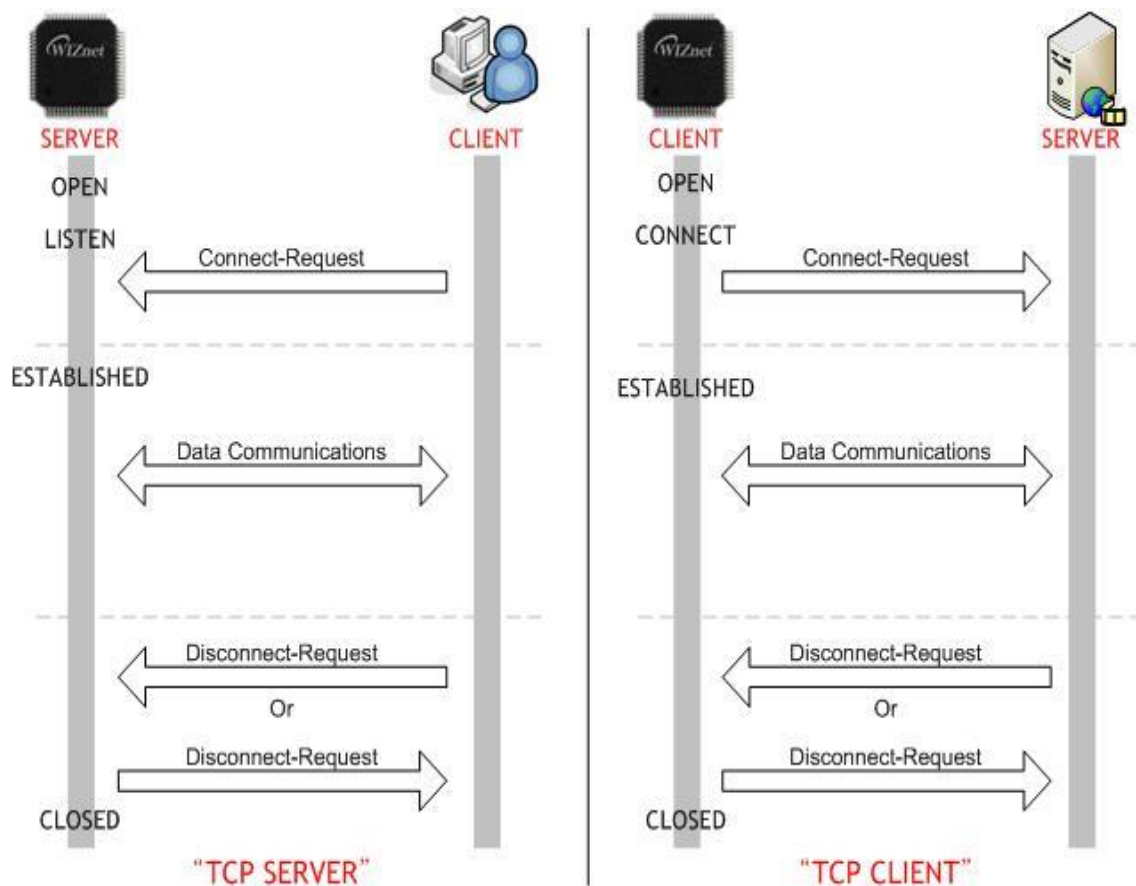 WIZnet
SERVER
CLIENT
OPEN
LISTEN
Connect-Request
ESTABLISHED
Data Communications
Disconnect-Request
Or
Disconnect-Request
CLOSED
"TCP SERVER"
WIZnet
CLIENT
SERVER
OPEN
CONNECT
Connect-Request
ESTABLISHED
Data Communications
Disconnect-Request
Or
Disconnect-Request
CLOSED
"TCP CLIENT"